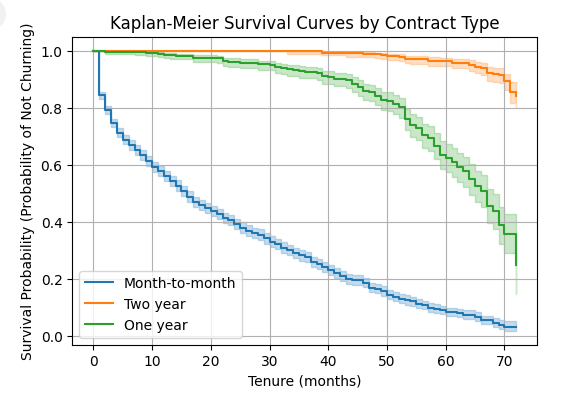 Kaplan-Meier Survival Curves by Contract Type
Survival Probability (Probability of Not Churning)
1.0
0.8
0.6
0.4
0.2
0.0
Month-to-month
Two year
One year
0 10 20 30 40 50 60 70
Tenure (months)